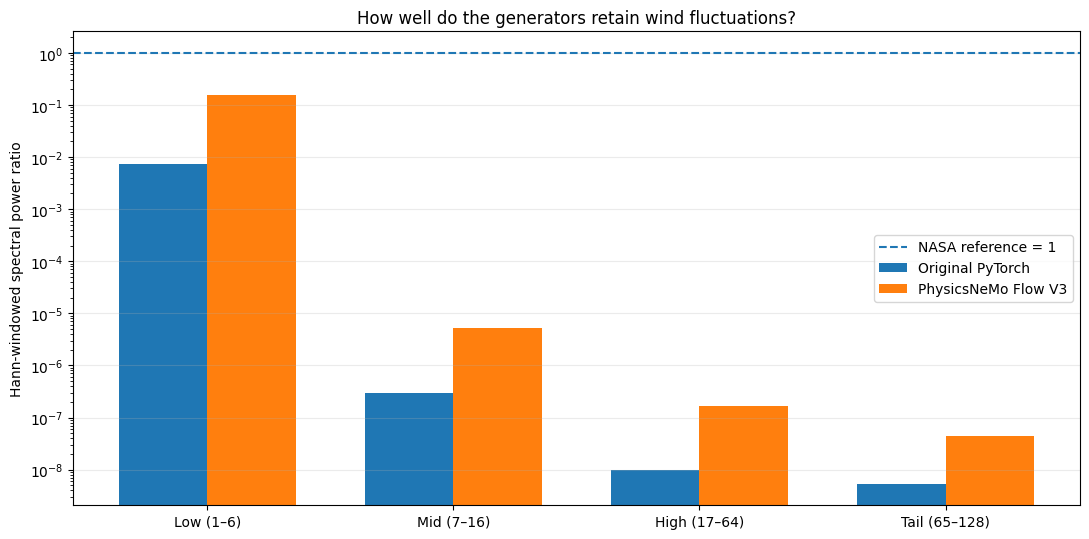 How well do the generators retain wind fluctuations?
Hann-windowed spectral power ratio
10⁰
10⁻¹
10⁻²
10⁻³
10⁻⁴
10⁻⁵
10⁻⁶
10⁻⁷
10⁻⁸
NASA reference = 1
Original PyTorch
PhysicsNeMo Flow V3
Low (1–6)
Mid (7–16)
High (17–64)
Tail (65–128)